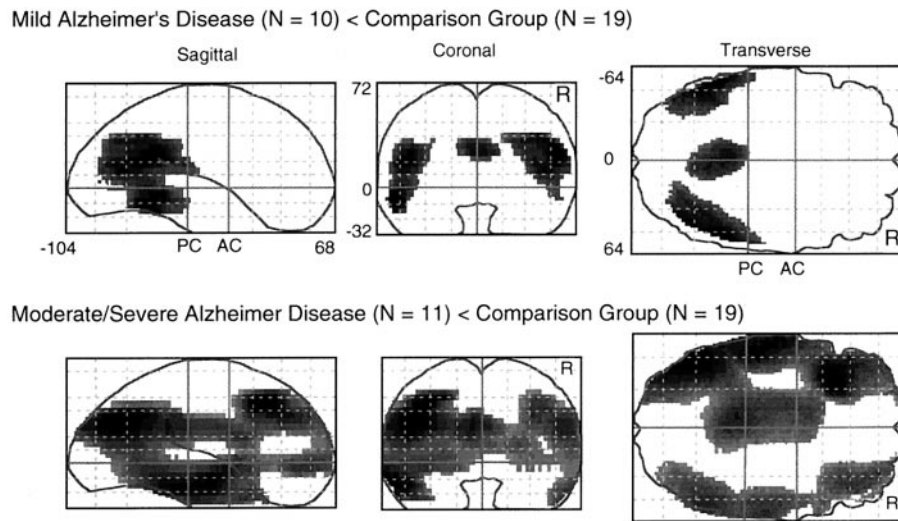 Mild Alzheimer's Disease (N = 10) < Comparison Group (N = 19)
Sagittal
Coronal
Transverse
72
R
0
-32
-64
0
64
R
-104
PC
AC
68
PC
AC
Moderate/Severe Alzheimer Disease (N = 11) < Comparison Group (N = 19)
R
R